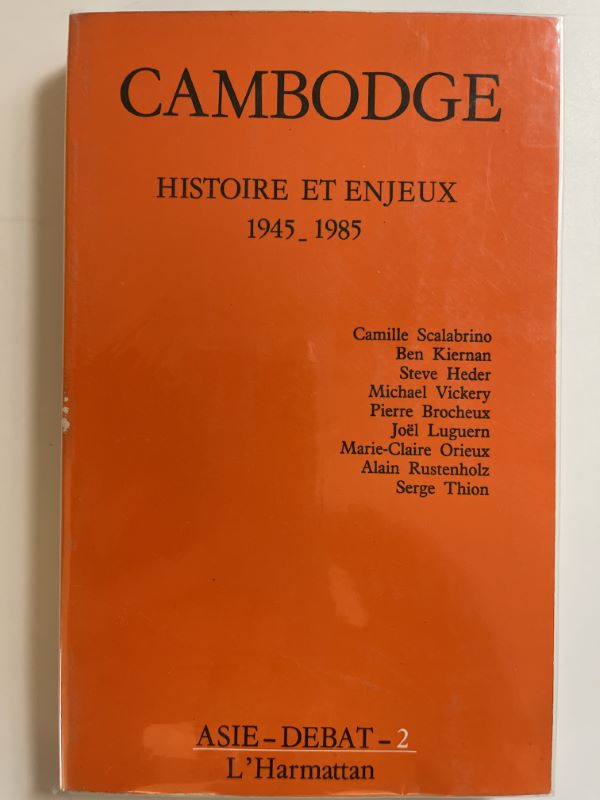 CAMBODGE
HISTOIRE ET ENJEUX
1945_1985
Camille Scalabrino
Ben Kiernan
Steve Heder
Michael Vickery
Pierre Brocheux
Joël Luguern
Marie-Claire Orieux
Alain Rustenholz
Serge Thion
ASIE – DEBAT – 2
L'Harmattan